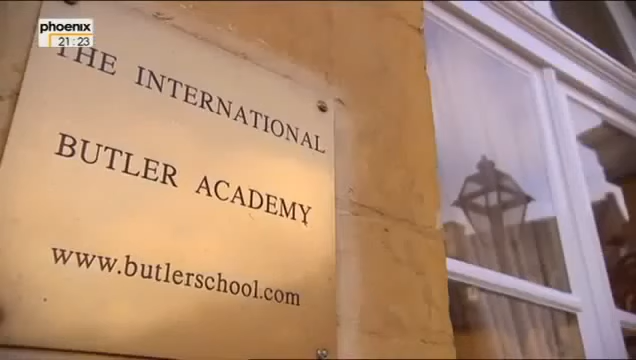 phoenix
21:23
THE INTERNATIONAL
BUTLER ACADEMY
www.butlerschool.com